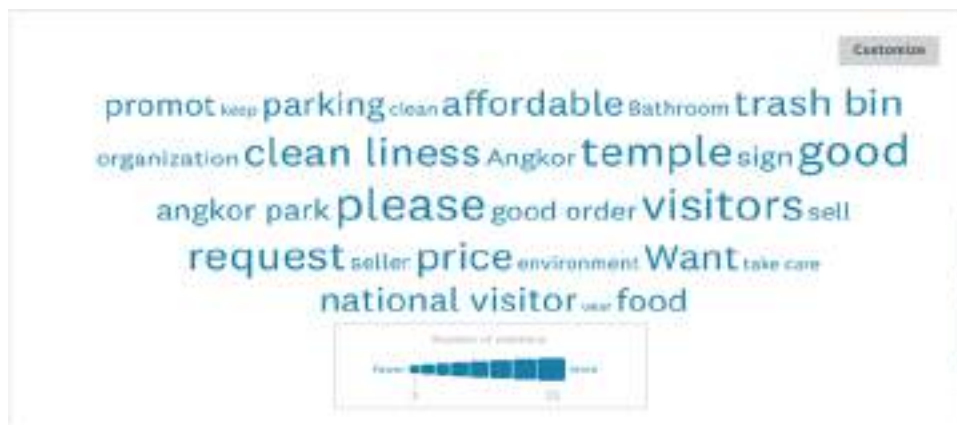 Customize
promot keep parking clean affordable Bathroom trash bin
organization clean liness Angkor temple sign good
angkor park please good order visitors sell
request seller price environment Want take care
national visitor wear food
Fewer more